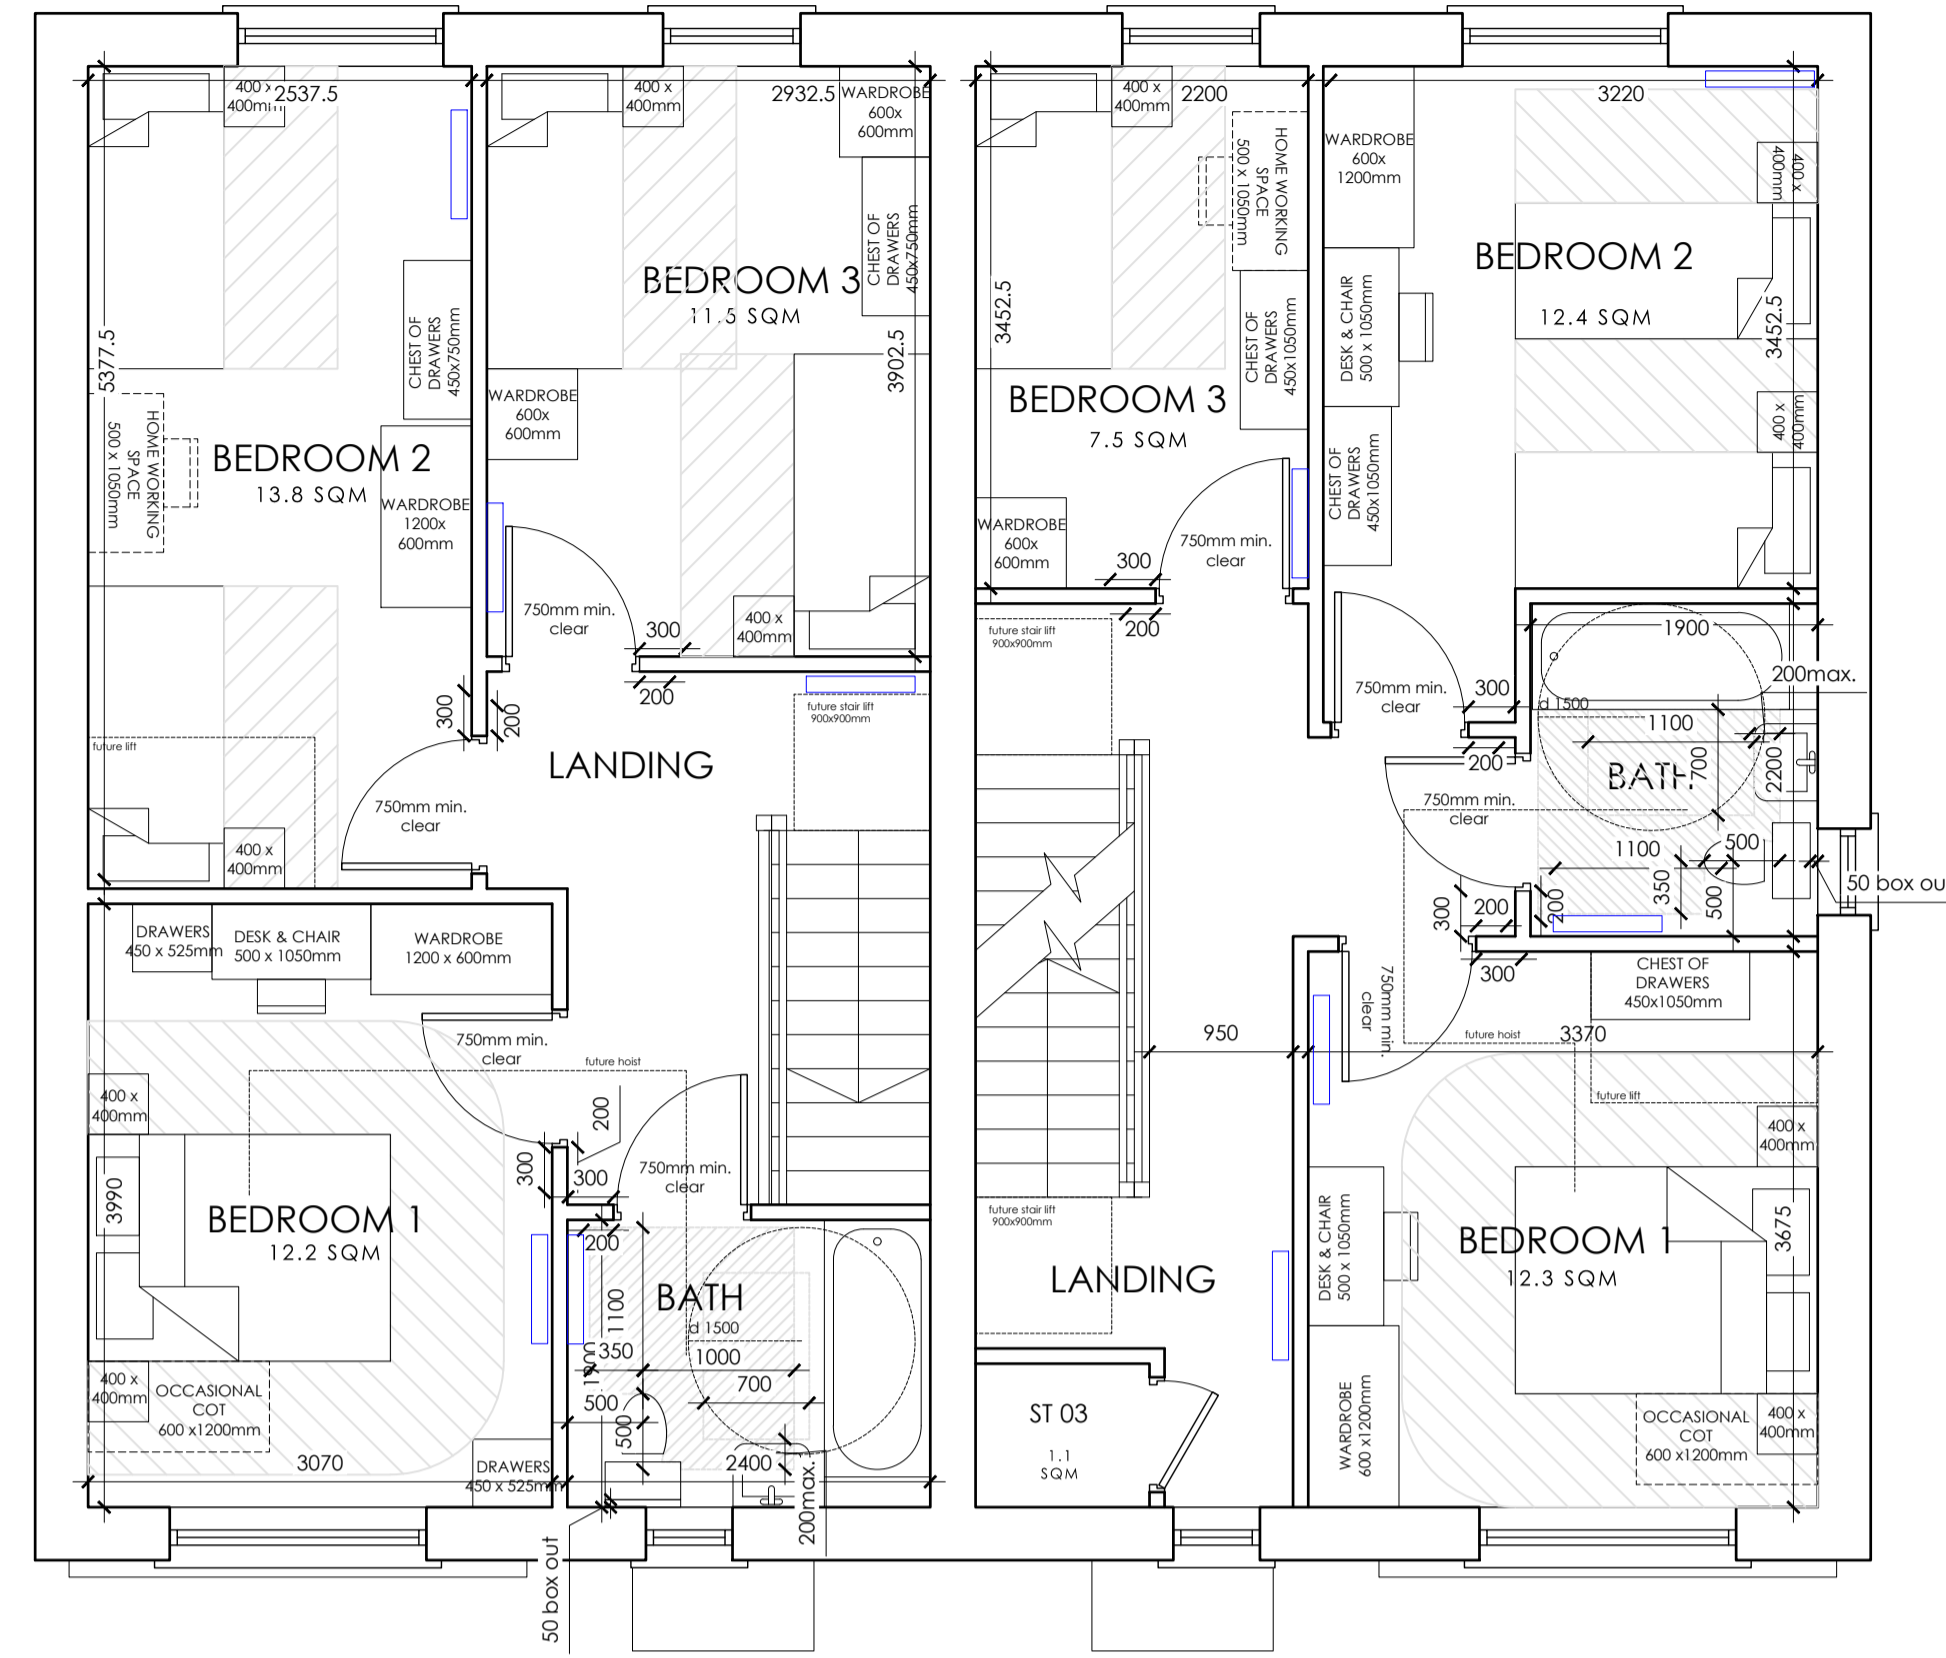 400 x
400mm
2537.5
400 x
400mm
2932.5
WARDROBE
600x
600mm
CHEST OF
DRAWERS
450x750mm
BEDROOM 3
11.5 SQM
3902.5
5377.5
CHEST OF
DRAWERS
450x750mm
WARDROBE
600x
600mm
HOME WORKING
SPACE
500 x 1050mm
BEDROOM 2
13.8 SQM
WARDROBE
1200x
600mm
750mm min.
clear
300
400 x
400mm
200
300
200
future stair lift
900x900mm
future lift
LANDING
750mm min.
clear
400 x
400mm
DRAWERS
450 x 525mm
DESK & CHAIR
500 x 1050mm
WARDROBE
1200 x 600mm
750mm min.
clear
future hoist
400 x
400mm
200
300
300
750mm min.
clear
3990
BEDROOM 1
12.2 SQM
200
1100
BATH
d 1500
350
1900
1000
700
400 x
400mm
OCCASIONAL
COT
600 x1200mm
500
500
3070
DRAWERS
450 x 525mm
2400
200max.
50 box out
400 x
400mm
2200
HOME WORKING
SPACE
500 x 1050mm
3452.5
CHEST OF
DRAWERS
450x1050mm
BEDROOM 3
7.5 SQM
WARDROBE
600x
600mm
300
750mm min.
clear
200
future stair lift
900x900mm
3220
WARDROBE
600x
1200mm
400 x
400mm
BEDROOM 2
12.4 SQM
DESK & CHAIR
500 x 1050mm
3452.5
400 x
400mm
CHEST OF
DRAWERS
450x1050mm
1900
200max.
750mm min.
clear
300
d 1500
1100
200
BATH
700
2200
750mm min.
clear
1100
500
350
500
50 box ou
300
200
200
300
CHEST OF
DRAWERS
450x1050mm
750mm min.
clear
950
future hoist
3370
future lift
400 x
400mm
future stair lift
900x900mm
DESK & CHAIR
500 x 1050mm
3675
BEDROOM 1
12.3 SQM
LANDING
ST 03
1.1
SQM
WARDROBE
600 x1200mm
OCCASIONAL
COT
600 x1200mm
400 x
400mm